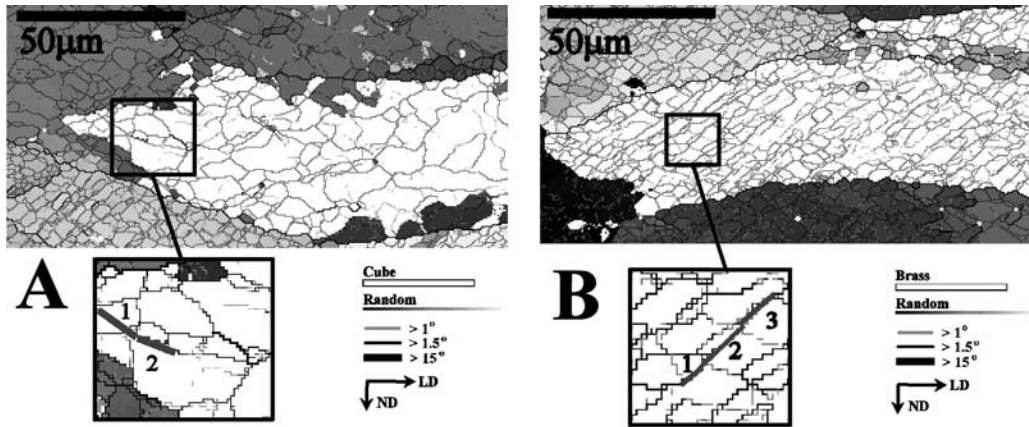 50μm
A
1
2
Cube
Random
> 1°
> 1.5°
> 15°
LD
ND
50μm
B
1
2
3
Brass
Random
> 1°
> 1.5°
> 15°
LD
ND